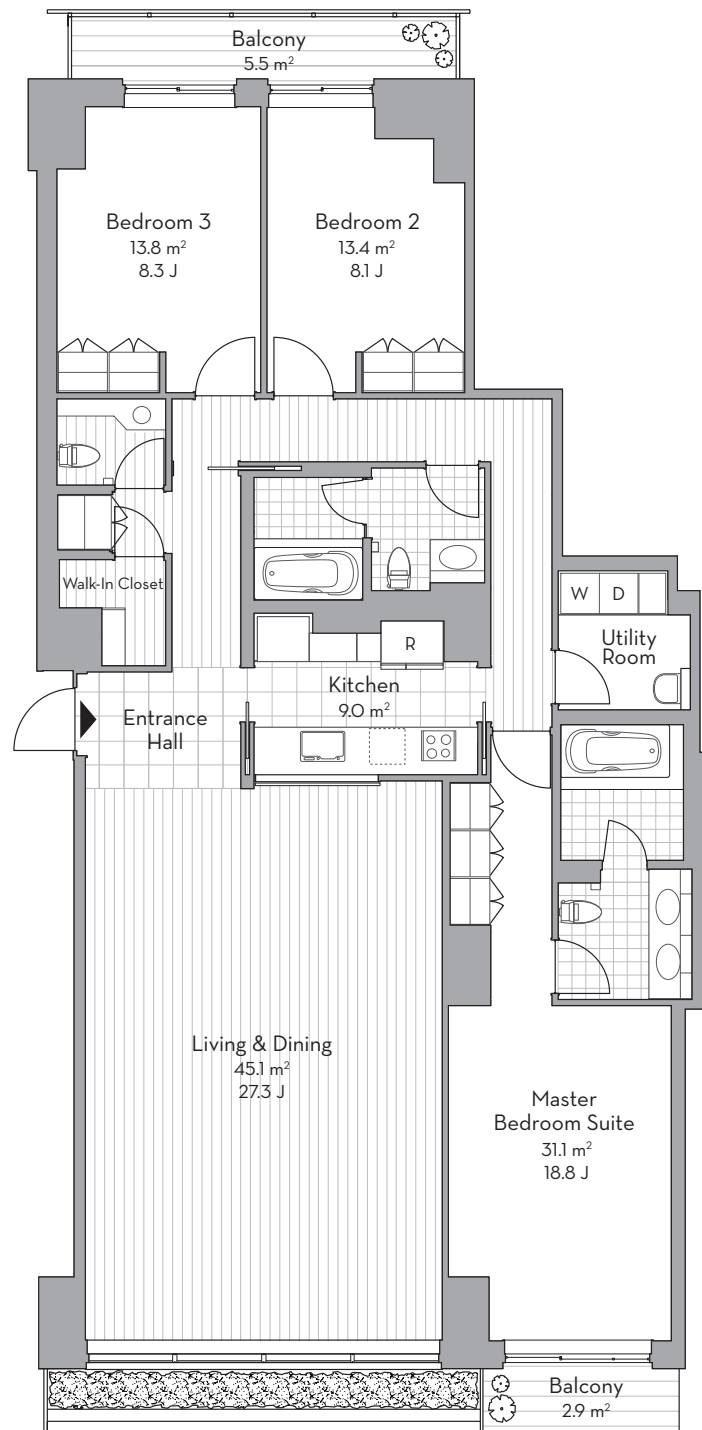 Balcony
5.5 m²
Bedroom 3
13.8 m²
8.3 J
Bedroom 2
13.4 m²
8.1 J
Walk-In Closet
W
D
Utility
Room
R
Kitchen
9.0 m²
Entrance
Hall
Living & Dining
45.1 m²
27.3 J
Master
Bedroom Suite
31.1 m²
18.8 J
Balcony
2.9 m²